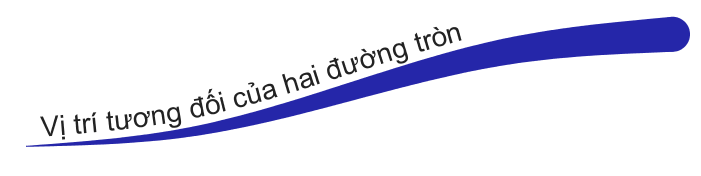 Vị trí tương đối của hai đường tròn